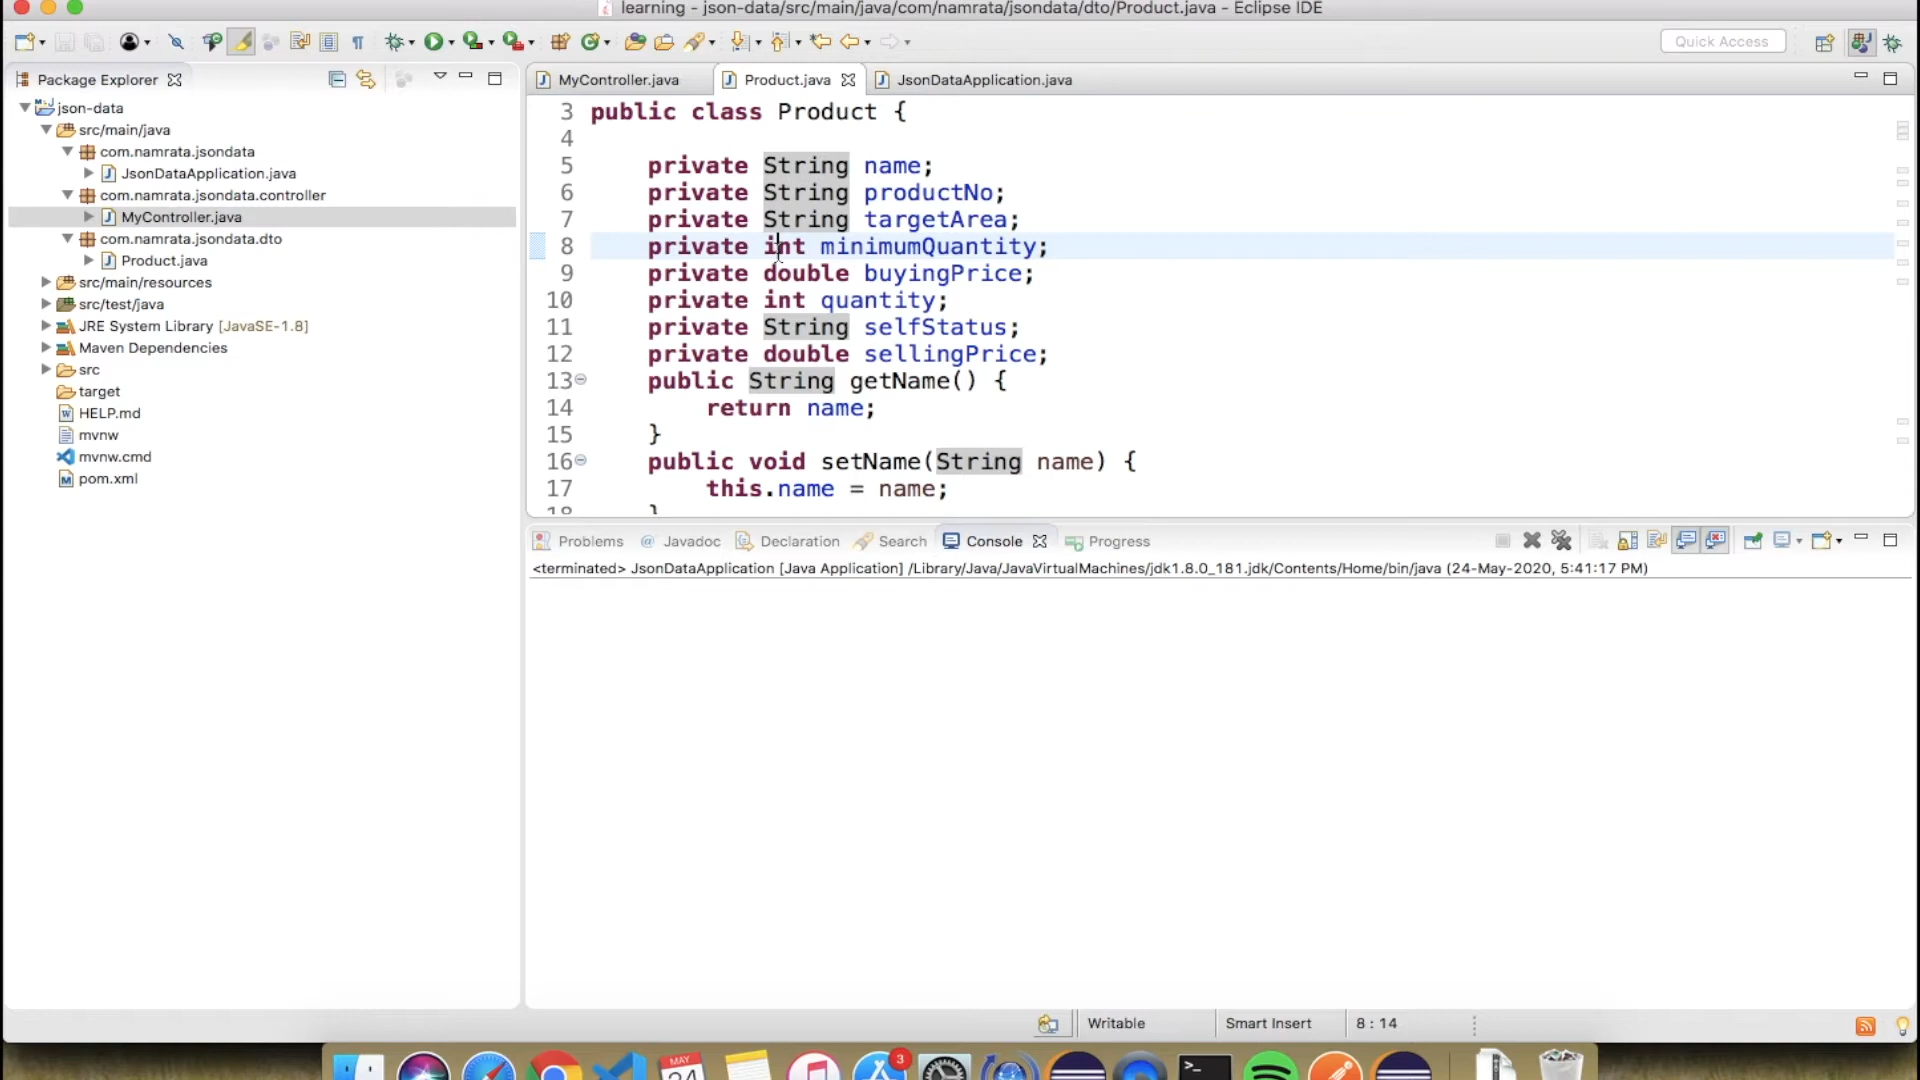 learning - json-data/src/main/java/com/namrata/jsondata/dto/Product.java - Eclipse IDE
Quick Access
Package Explorer
json-data
src/main/java
com.namrata.jsondata
JsonDataApplication.java
com.namrata.jsondata.controller
MyController.java
com.namrata.jsondata.dto
Product.java
src/main/resources
src/test/java
JRE System Library [JavaSE-1.8]
Maven Dependencies
src
target
HELP.md
mvnw
mvnw.cmd
pom.xml
MyController.java
Product.java
JsonDataApplication.java
3 public class Product {
4
5 private String name;
6 private String productNo;
7 private String targetArea;
8 private int minimumQuantity;
9 private double buyingPrice;
10 private int quantity;
11 private String selfStatus;
12 private double sellingPrice;
13 public String getName() {
14 return name;
15 }
16 public void setName(String name) {
17 this.name = name;
18 }
Problems @ Javadoc Declaration Search Console Progress
<terminated> JsonDataApplication [Java Application] /Library/Java/JavaVirtualMachines/jdk1.8.0_181.jdk/Contents/Home/bin/java (24-May-2020, 5:41:17 PM)
Writable
Smart Insert
8 : 14
MAY
24
3
>_